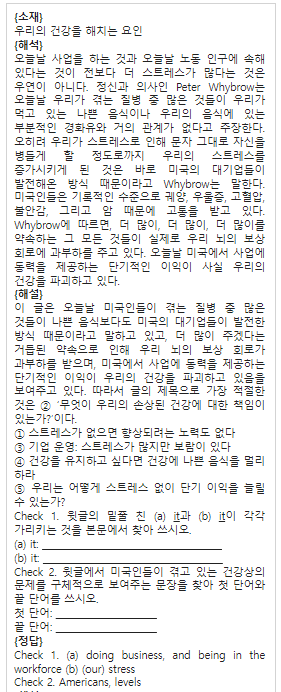 {소재}
우리의 건강을 해치는 요인
{해석}
오늘날 사업을 하는 것과 오늘날 노동 인구에 속해
있다는 것이 전보다 더 스트레스가 많다는 것은
우연이 아니다. 정신과 의사인 Peter Whybrow는
오늘날 우리가 겪는 질병 중 많은 것들이 우리가
먹고 있는 나쁜 음식이나 우리의 음식에 있는
부분적인 경화유와 거의 관계가 없다고 주장한다.
오히려 우리가 스트레스로 인해 문자 그대로 자신을
병들게 할 정도로까지 우리의 스트레스를
증가시키게 된 것은 바로 미국의 대기업들이
발전해온 방식 때문이라고 Whybrow는 말한다.
미국인들은 기록적인 수준으로 궤양, 우울증, 고혈압,
불안감, 그리고 암 때문에 고통을 받고 있다.
Whybrow에 따르면, 더 많이, 더 많이, 더 많이를
약속하는 그 모든 것들이 실제로 우리 뇌의 보상
회로에 과부하를 주고 있다. 오늘날 미국에서 사업에
동력을 제공하는 단기적인 이익이 사실 우리의
건강을 파괴하고 있다.
{해설}
이 글은 오늘날 미국인들이 겪는 질병 중 많은
것들이 나쁜 음식보다도 미국의 대기업들이 발전한
방식 때문이라고 말하고 있고, 더 많이 주겠다는
거듭된 약속으로 인해 우리 뇌의 보상 회로가
과부하를 받으며, 미국에서 사업에 동력을 제공하는
단기적인 이익이 우리의 건강을 파괴하고 있음을
보여주고 있다. 따라서 글의 제목으로 가장 적절한
것은 ② ‘무엇이 우리의 손상된 건강에 대한 책임이
있는가?’이다.
① 스트레스가 없으면 향상되려는 노력도 없다
③ 기업 운영: 스트레스가 많지만 보람이 있다
④ 건강을 유지하고 싶다면 건강에 나쁜 음식을 멀리
하라
⑤ 우리는 어떻게 스트레스 없이 단기 이익을 늘릴
수 있는가?
Check 1. 윗글의 밑줄 친 (a) it과 (b) it이 각각
가리키는 것을 본문에서 찾아 쓰시오.
(a) it: ______________________________
(b) it: ______________________________
Check 2. 윗글에서 미국인들이 겪고 있는 건강상의
문제를 구체적으로 보여주는 문장을 찾아 첫 단어와
끝 단어를 쓰시오.
첫 단어: _________________
끝 단어: _________________
{정답}
Check 1. (a) doing business, and being in the
workforce (b) (our) stress
Check 2. Americans, levels